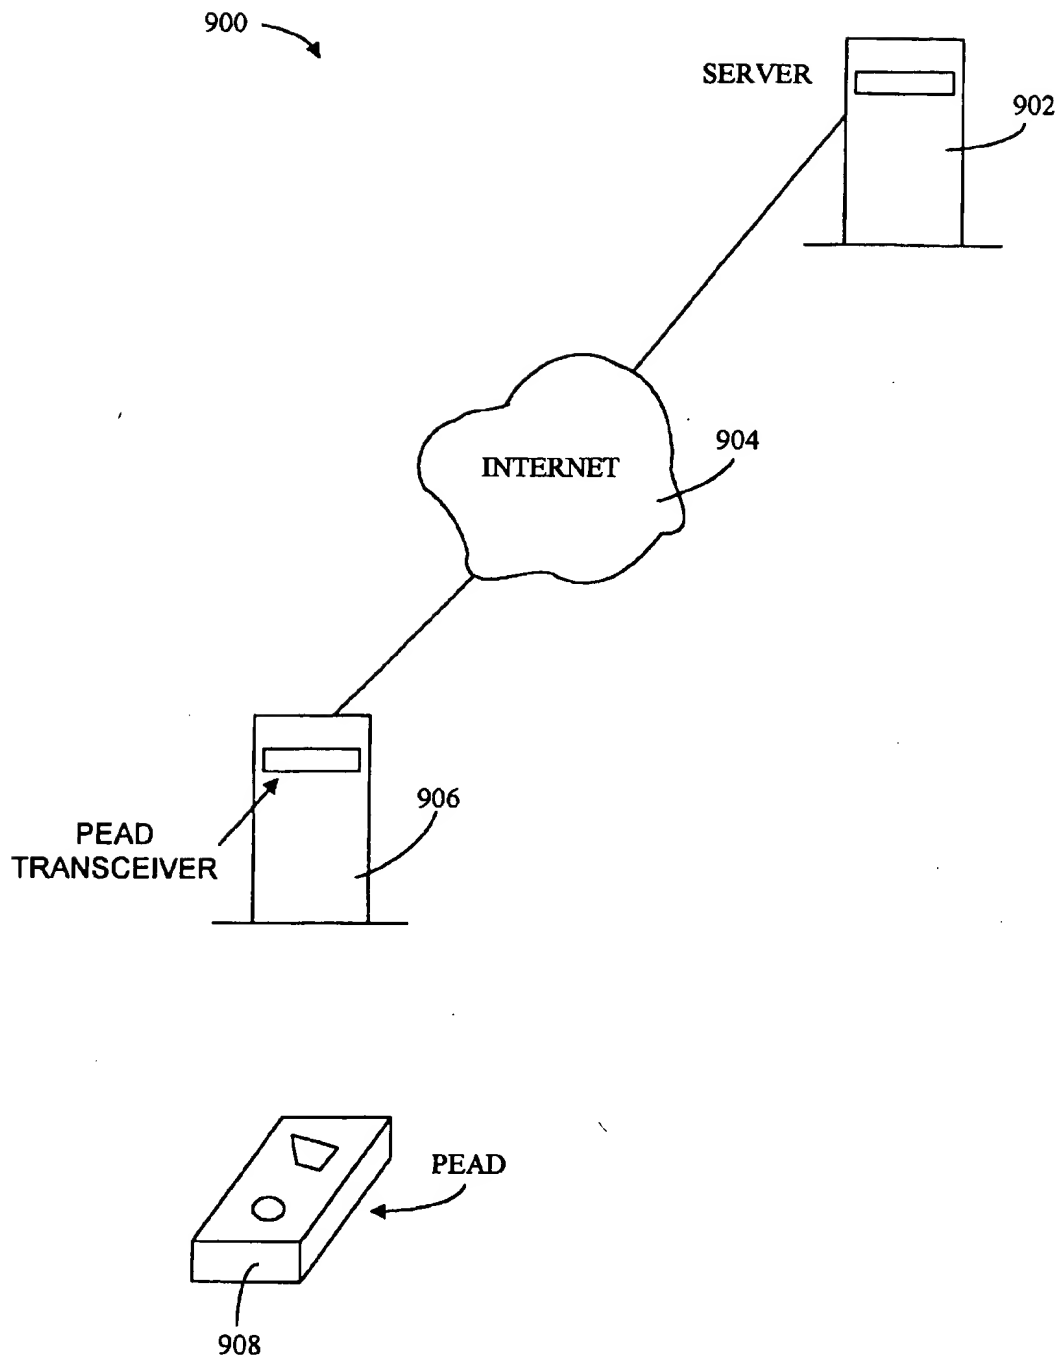 900
SERVER
902
904
INTERNET
906
PEAD
TRANSCEIVER
PEAD
908